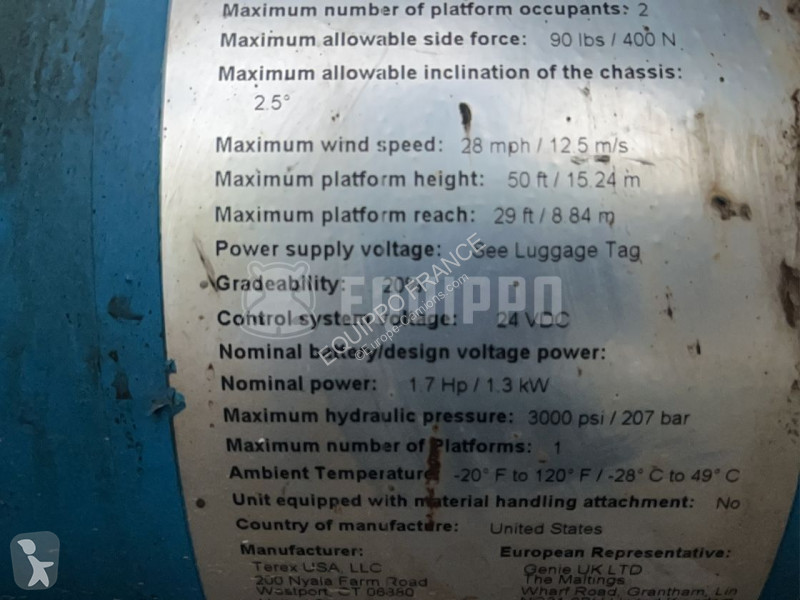 Maximum number of platform occupants: 2
Maximum allowable side force: 90 lbs / 400 N
Maximum allowable inclination of the chassis:
2.5°
Maximum wind speed: 28 mph / 12.5 m/s
Maximum platform height: 50 ft / 15.24 m
Maximum platform reach: 29 ft / 8.84 m
Power supply voltage: See Luggage Tag
Gradeability: 20%
Control system voltage: 24 VDC
Nominal battery/design voltage power:
Nominal power: 1.7 Hp / 1.3 kW
Maximum hydraulic pressure: 3000 psi / 207 bar
Maximum number of Platforms: 1
Ambient Temperature -20° F to 120° F / -28° C to 49° C
Unit equipped with material handling attachment: No
Country of manufacture: United States
Manufacturer:
Terex USA, LLC
200 Nyala Farm Road
Westport, CT 06880
European Representative:
Genie UK LTD
The Maltings
Wharf Road, Grantham, Lin
EQUIPPO
EQUIPPO FRANCE
©Europe-Camions.com